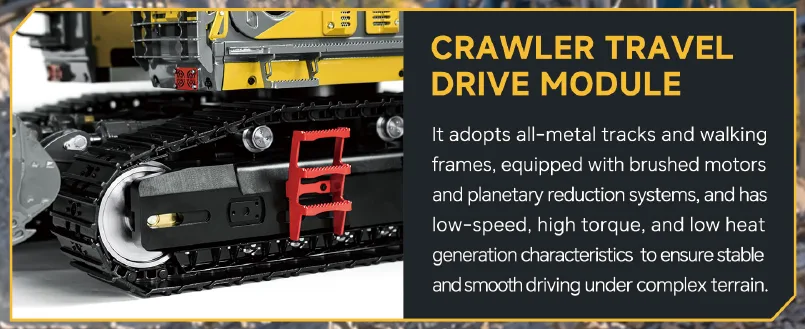 CRAWLER TRAVEL
DRIVE MODULE
It adopts all-metal tracks and walking
frames, equipped with brushed motors
and planetary reduction systems, and has
low-speed, high torque, and low heat
generation characteristics to ensure stable
and smooth driving under complex terrain.